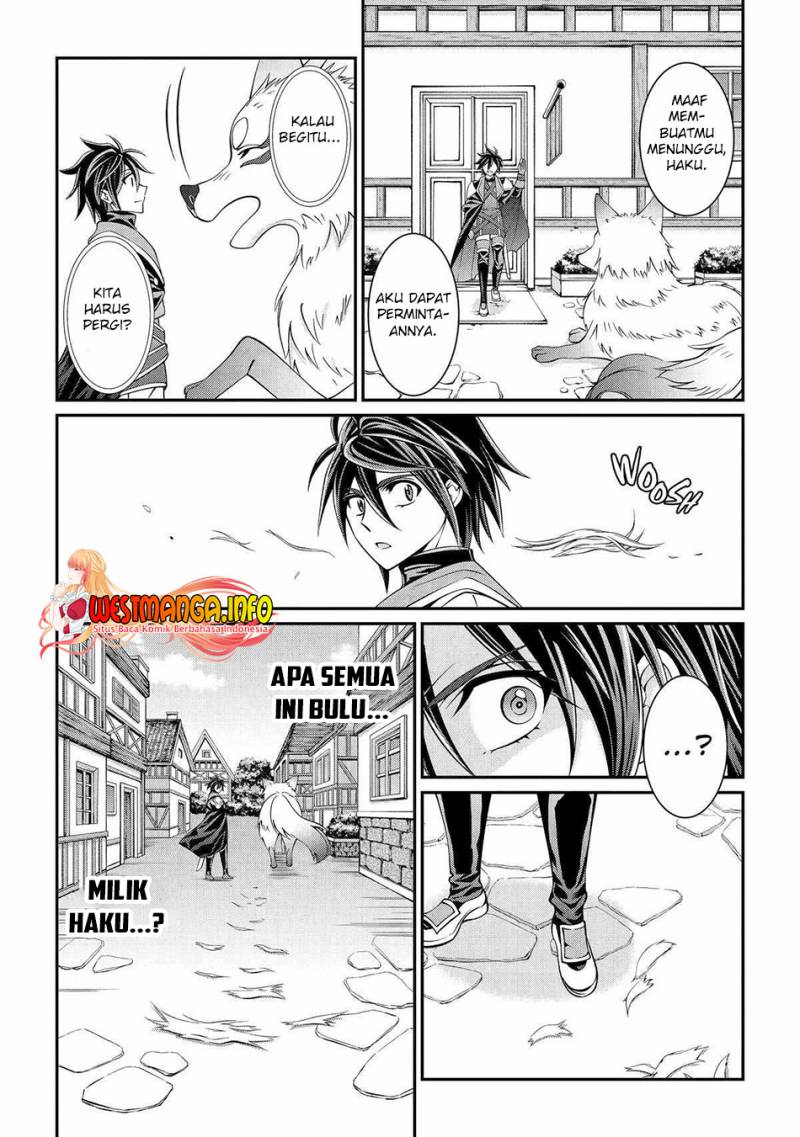 MAAF
MEM-
BUATMU
MENUNGGU,
HAKU.
AKU DAPAT
PERMINTA-
ANNYA.
KALAU
BEGITU...
KITA
HARUS
PERGI?
WOOSH
WESTMANGA.INFO
Situs Baca Komik Berbahasa Indonesia
...?
APA SEMUA
INI BULU...
MILIK
HAKU...?